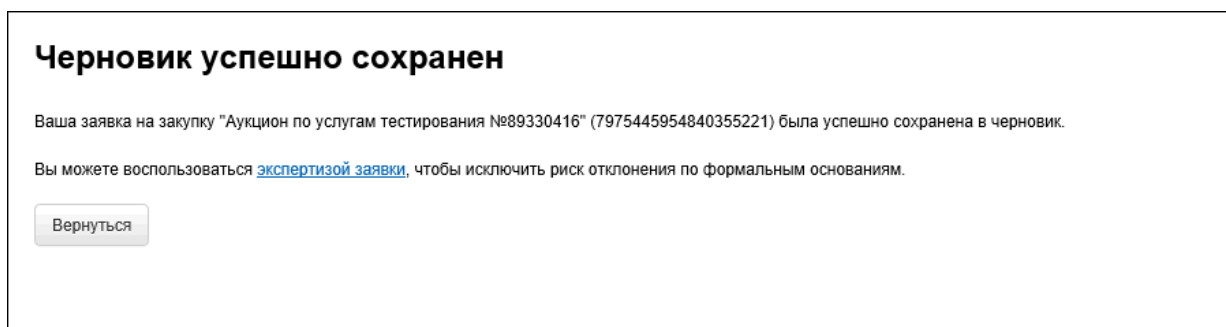 Черновик успешно сохранен
Ваша заявка на закупку "Аукцион по услугам тестирования №89330416" (7975445954840355221) была успешно сохранена в черновик.
Вы можете воспользоваться экспертизой заявки, чтобы исключить риск отклонения по формальным основаниям.
Вернуться